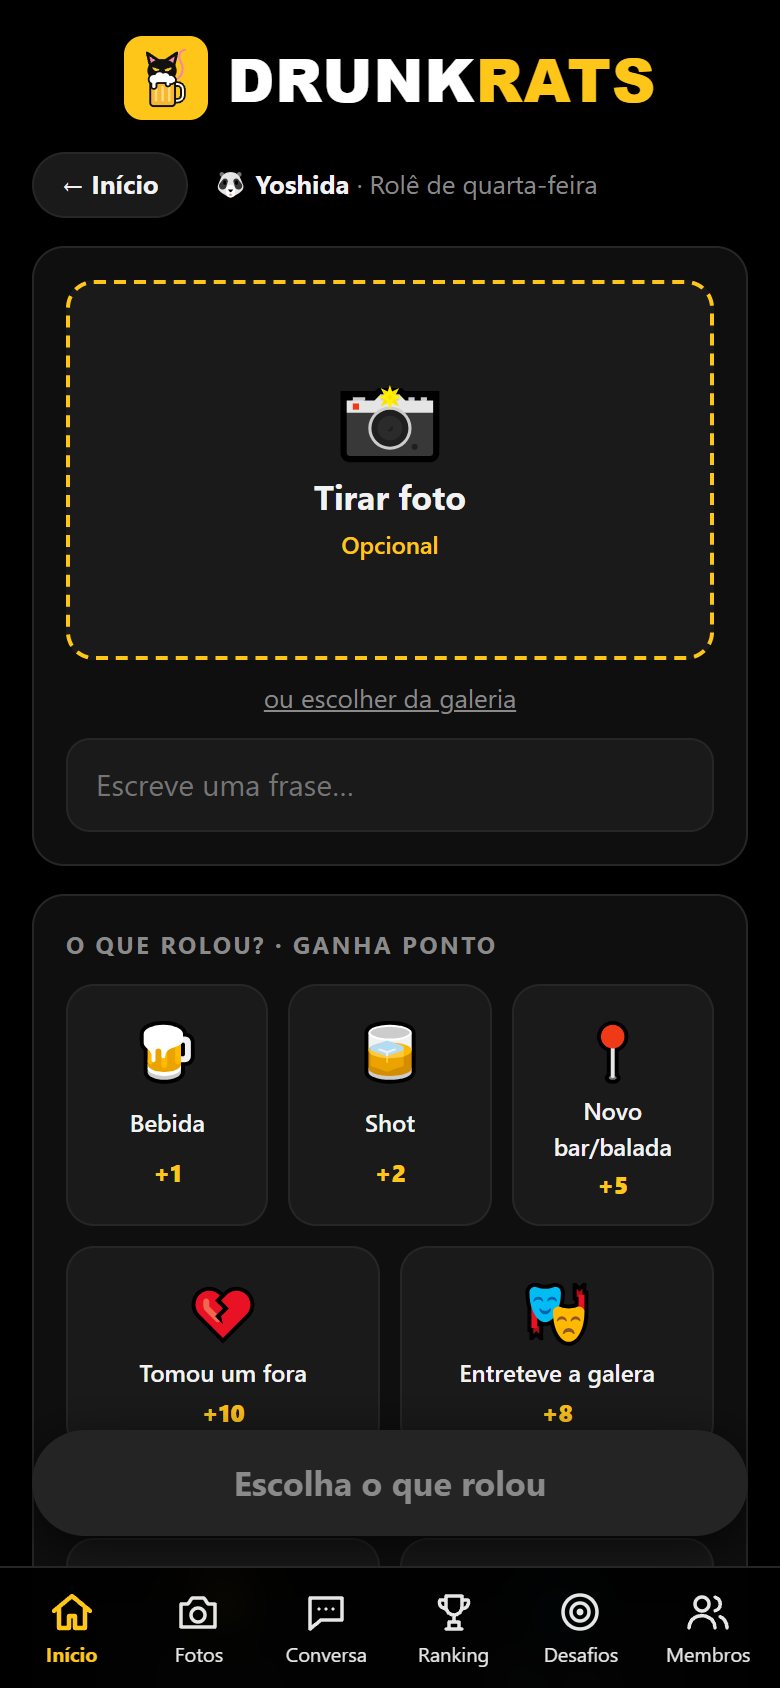 DRUNKRATS
← Início
Yoshida · Rolê de quarta-feira
Tirar foto
Opcional
ou escolher da galeria
Escreve uma frase...
O QUE ROLOU? · GANHA PONTO
Bebida
+1
Shot
+2
Novo
bar/balada
+5
Tomou um fora
+10
Entreteve a galera
+8
Escolha o que rolou
Início
Fotos
Conversa
Ranking
Desafios
Membros